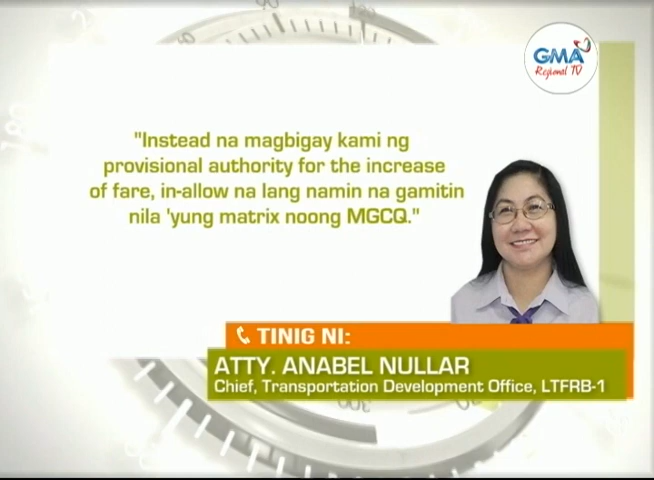 GMA
Regional TV
"Instead na magbigay kami ng
provisional authority for the increase
of fare, in-allow na lang namin na gamitin
nila 'yung matrix noong MGCQ."
TINIG NI:
ATTY. ANABEL NULLAR
Chief, Transportation Development Office, LTFRB-1